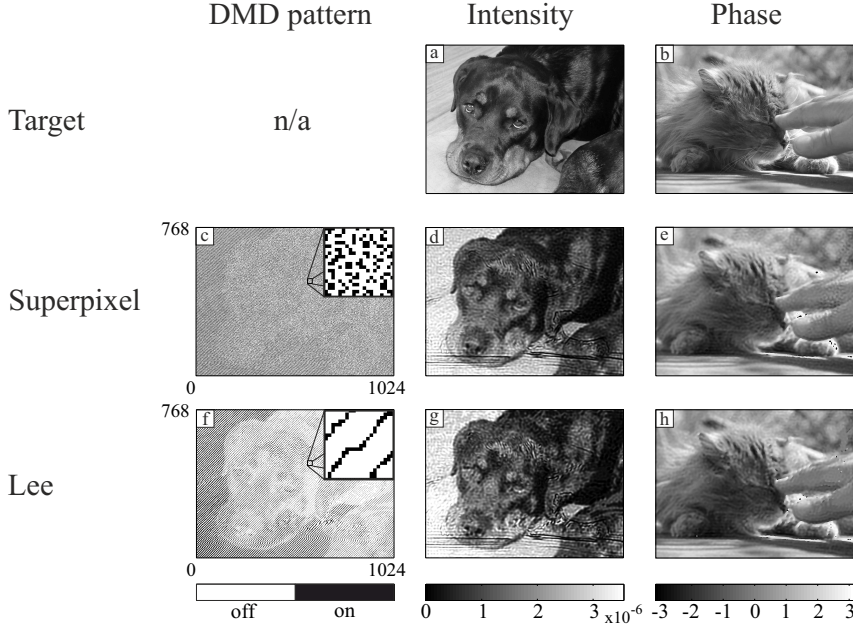 DMD pattern Intensity Phase
a b
Target n/a
768 c d e
Superpixel
0 1024
768 f g h
Lee
0 1024
off on 0 1 2 3 x10⁻⁶ -3 -2 -1 0 1 2 3